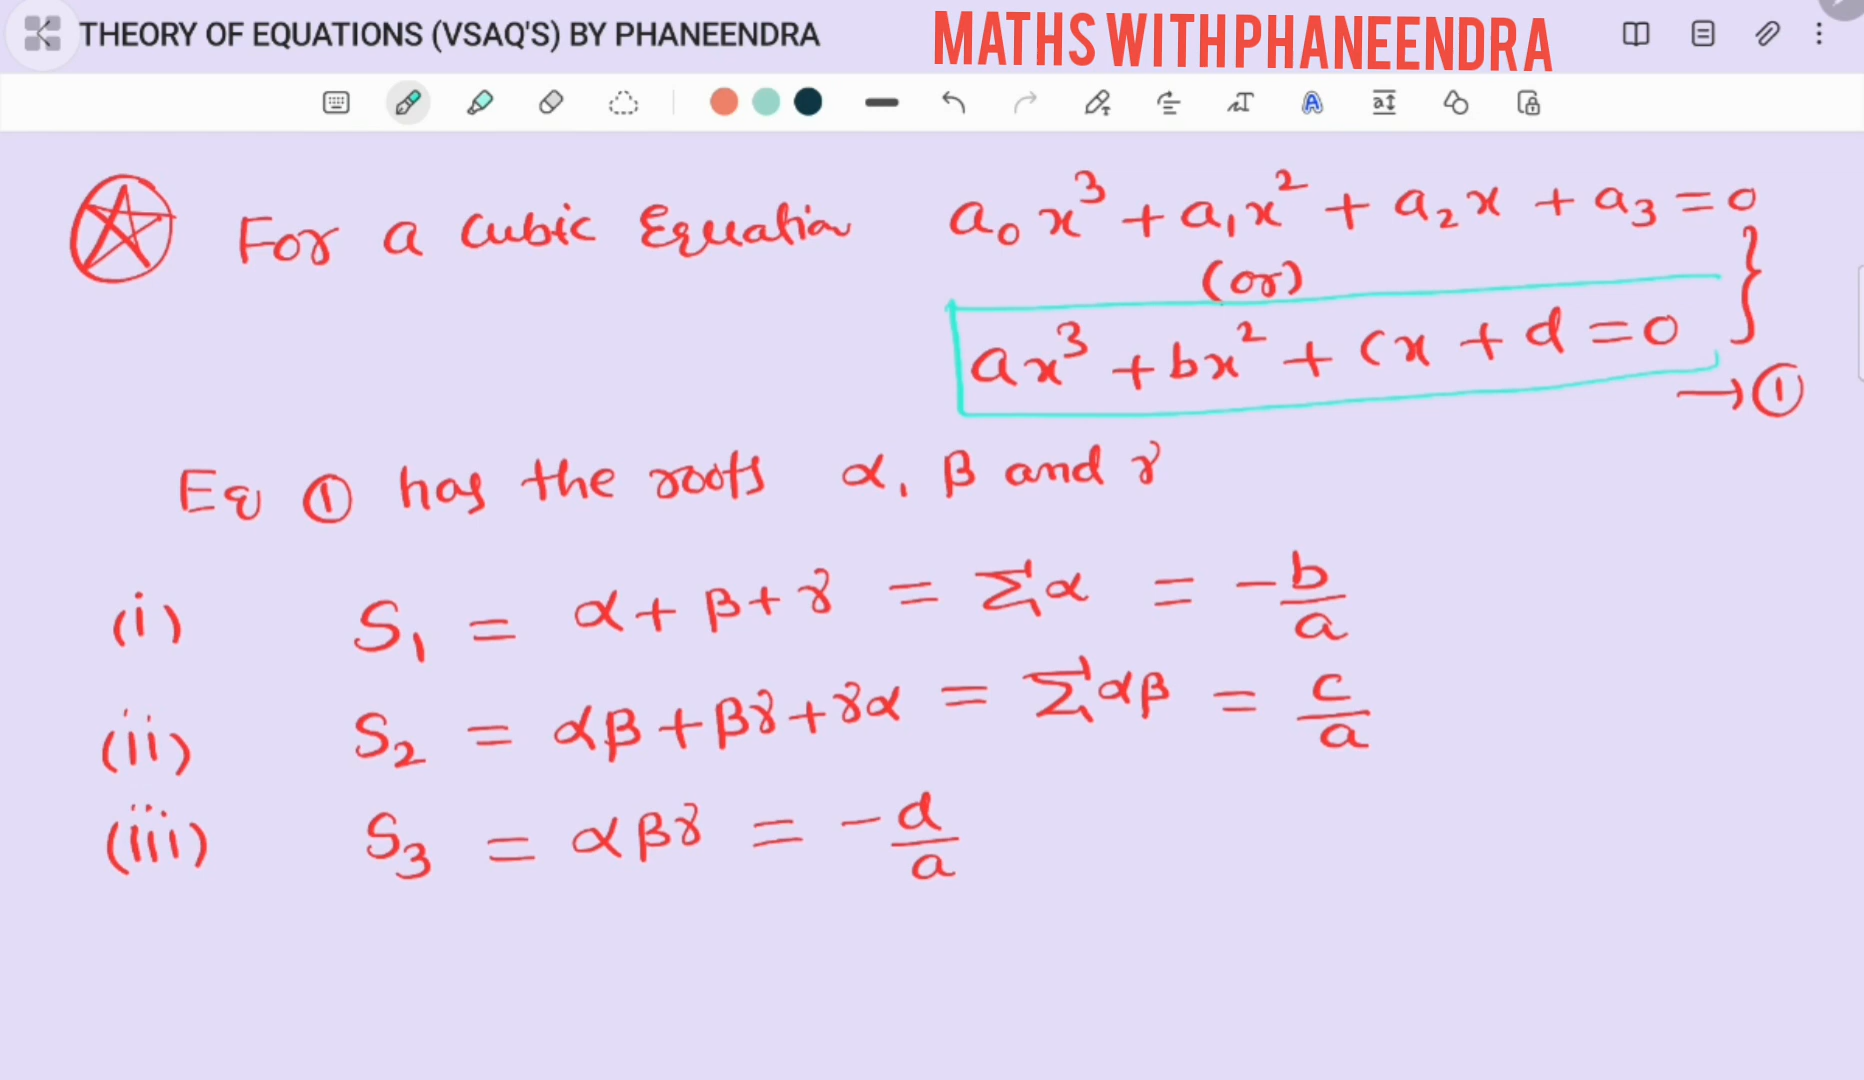 THEORY OF EQUATIONS (VSAQ'S) BY PHANEENDRA
MATHS WITH PHANEENDRA
For a Cubic Equation a₀x³ + a₁x² + a₂x + a₃ = 0
(or)
ax³ + bx² + cx + d = 0 } → ①
Eq ① has the roots α, β and γ
(i) S₁ = α + β + γ = Σα = -b/a
(ii) S₂ = αβ + βγ + γα = Σαβ = c/a
(iii) S₃ = αβγ = -d/a